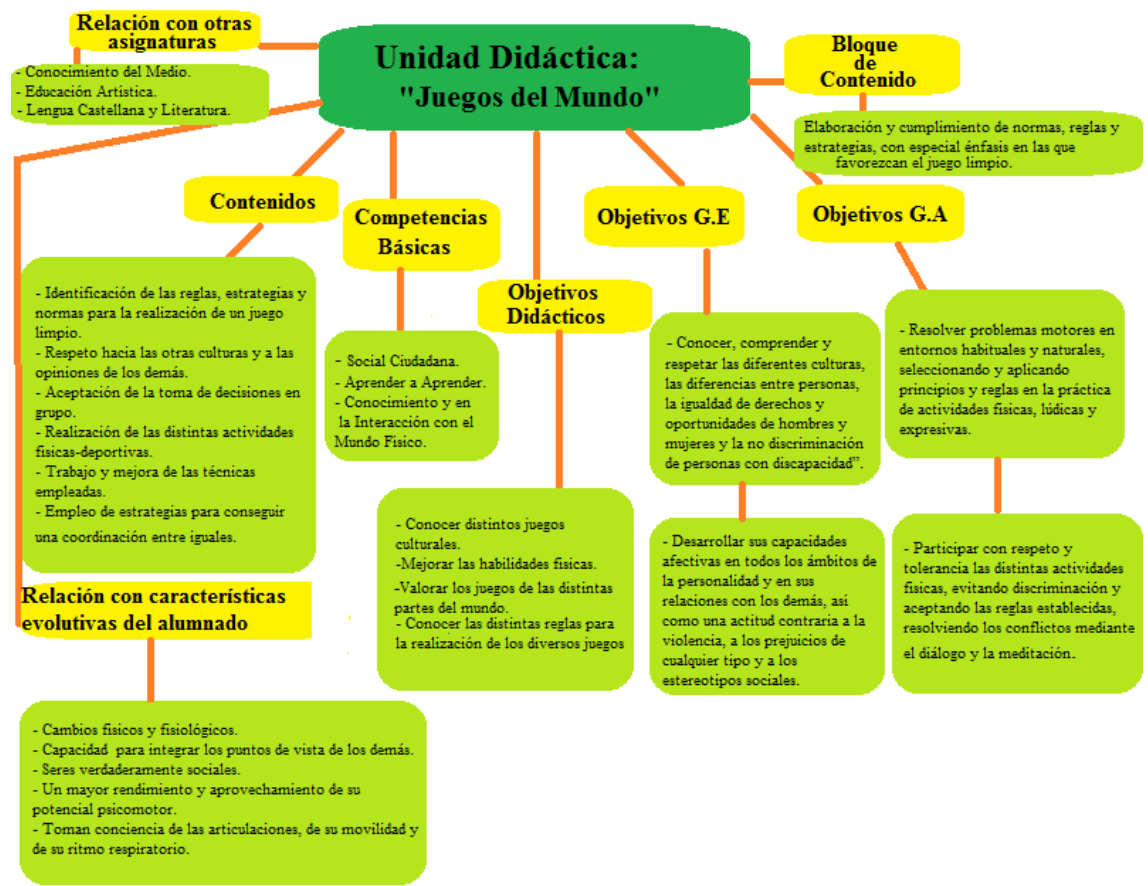 Unidad Didáctica:
"Juegos del Mundo"
Relación con otras
asignaturas
- Conocimiento del Medio.
- Educación Artística.
- Lengua Castellana y Literatura.
Bloque
de
Contenido
Elaboración y cumplimiento de normas, reglas y
estrategias, con especial énfasis en las que
favorezcan el juego limpio.
Contenidos
- Identificación de las reglas, estrategias y
normas para la realización de un juego
limpio.
- Respeto hacia las otras culturas y a las
opiniones de los demás.
- Aceptación de la toma de decisiones en
grupo.
- Realización de las distintas actividades
fisicas-deportivas.
- Trabajo y mejora de las técnicas
empleadas.
- Empleo de estrategias para conseguir
una coordinación entre iguales.
Competencias
Básicas
- Social Ciudadana.
- Aprender a Aprender.
- Conocimiento y en
la Interacción con el
Mundo Físico.
Objetivos
Didácticos
- Conocer distintos juegos
culturales.
-Mejorar las habilidades fisicas.
-Valorar los juegos de las distintas
partes del mundo.
- Conocer las distintas reglas para
la realización de los diversos juegos
Objetivos G.E
- Conocer, comprender y
respetar las diferentes culturas,
las diferencias entre personas,
la igualdad de derechos y
oportunidades de hombres y
mujeres y la no discriminación
de personas con discapacidad”.
- Desarrollar sus capacidades
afectivas en todos los ámbitos de
la personalidad y en sus
relaciones con los demás, asi
como una actitud contraria a la
violencia, a los prejuicios de
cualquier tipo y a los
estereotipos sociales.
Objetivos G.A
- Resolver problemas motores en
entornos habituales y naturales,
seleccionando y aplicando
principios y reglas en la práctica
de actividades fisicas, lúdicas y
expresivas.
- Participar con respeto y
tolerancia las distintas actividades
fisicas, evitando discriminación y
aceptando las reglas establecidas,
resolviendo los conflictos mediante
el diálogo y la meditación.
Relación con características
evolutivas del alumnado
- Cambios fisicos y fisiológicos.
- Capacidad para integrar los puntos de vista de los demás.
- Seres verdaderamente sociales.
- Un mayor rendimiento y aprovechamiento de su
potencial psicomotor.
- Toman conciencia de las articulaciones, de su movilidad y
de su ritmo respiratorio.